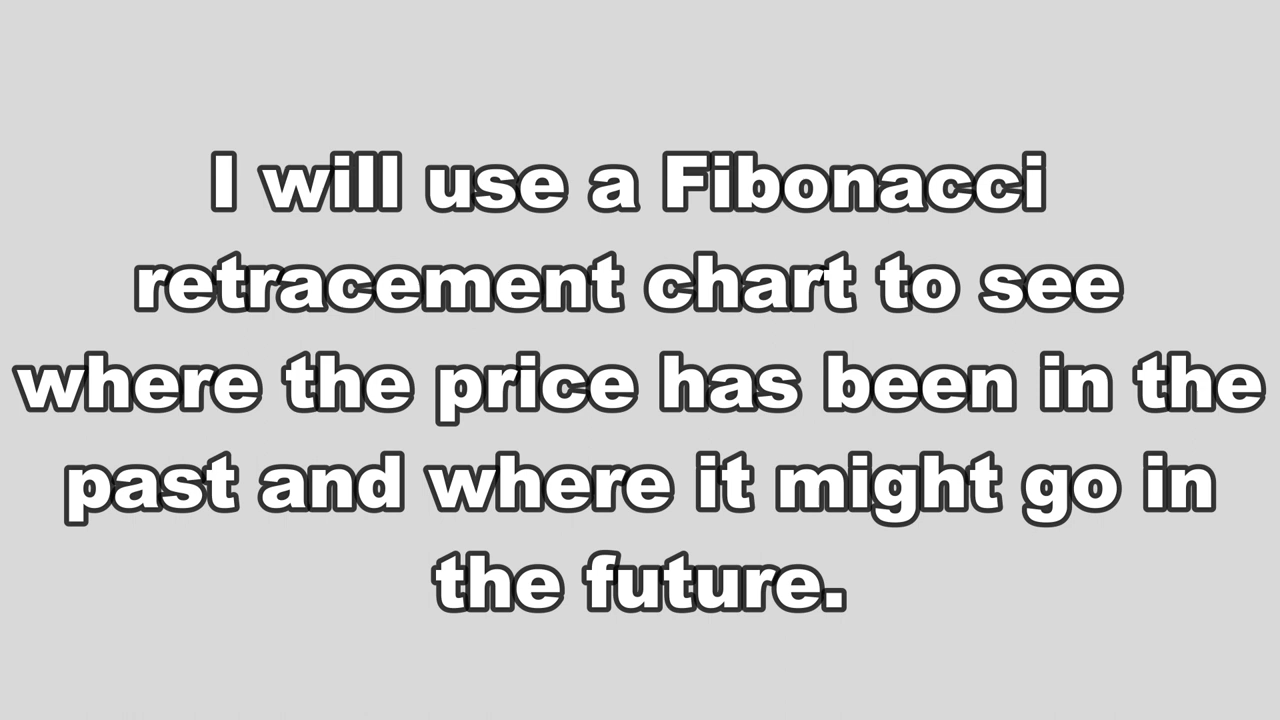 I will use a Fibonacci
retracement chart to see
where the price has been in the
past and where it might go in
the future.